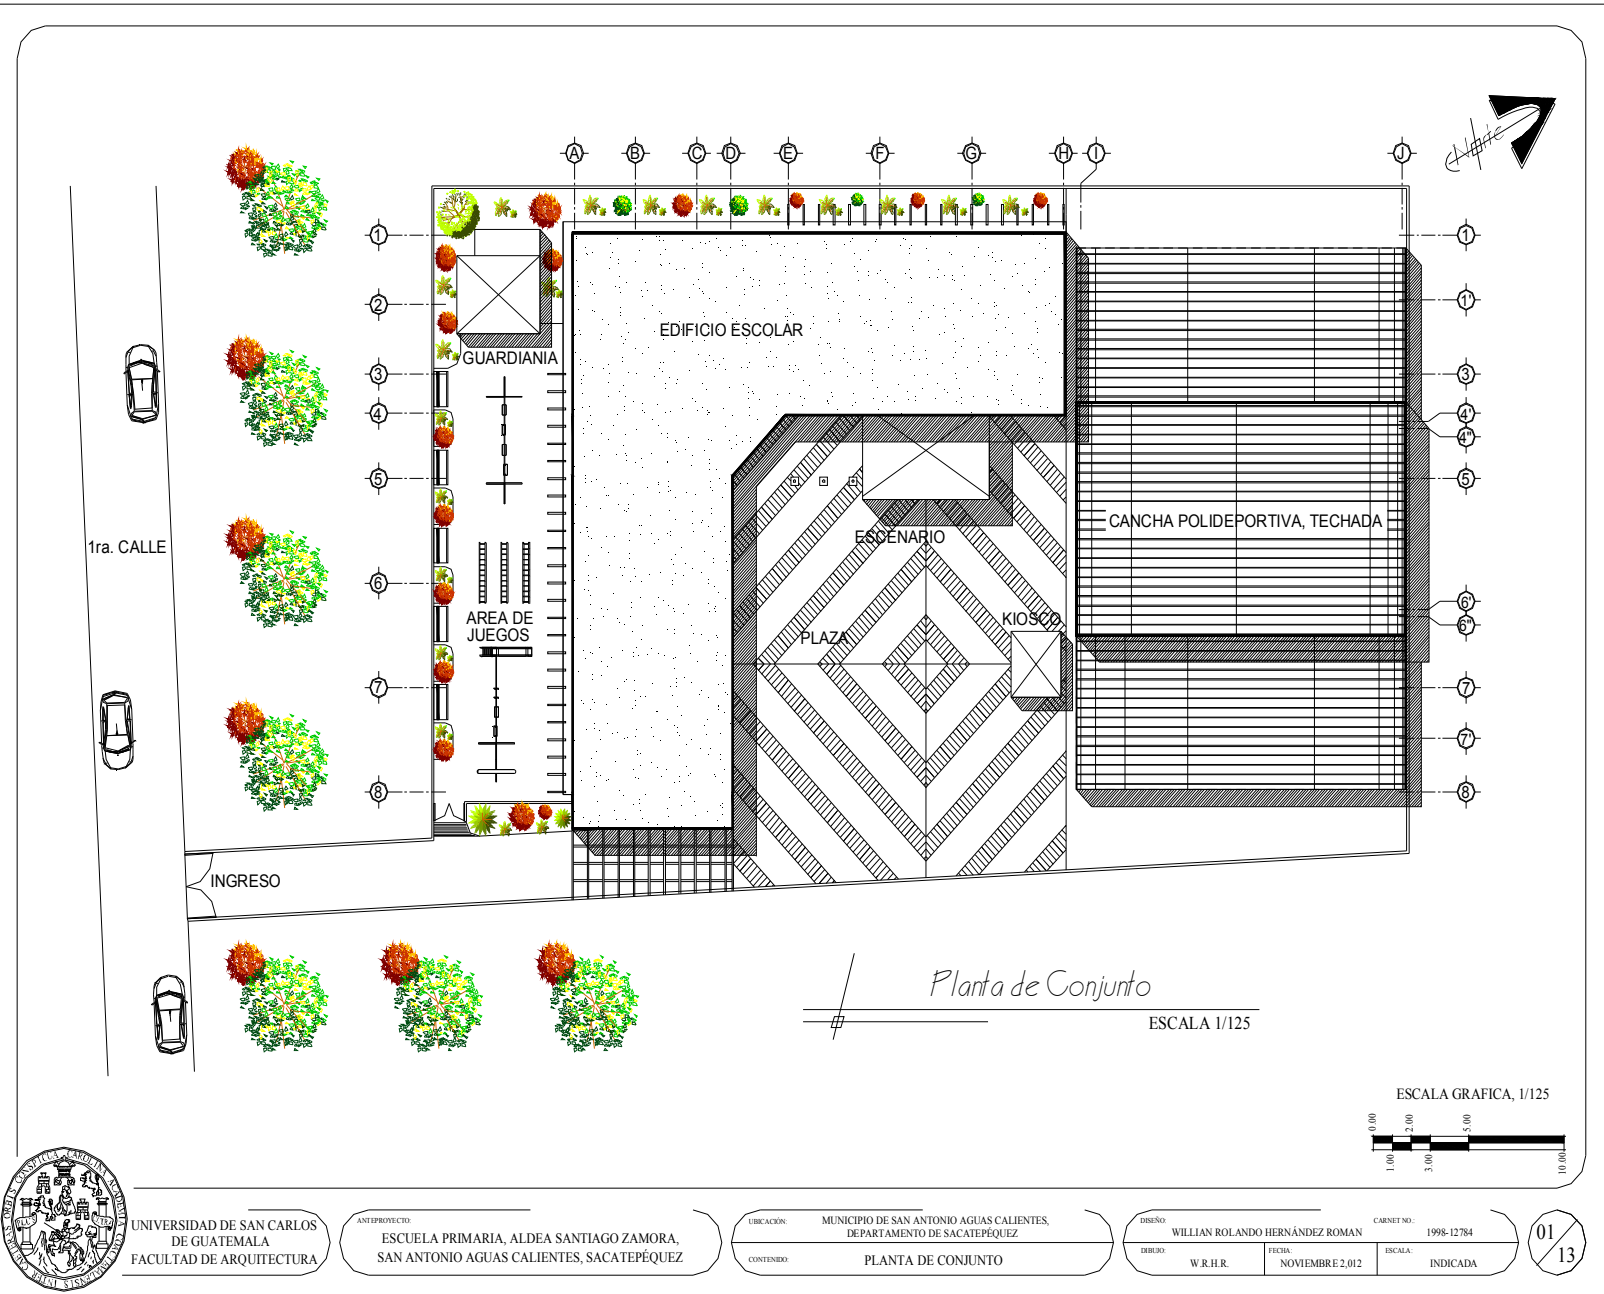 Norte
A B C D E F G H I J
1
2
3
4
5
6
7
8
1
1'
3
4'
4"
5
6'
6"
7
7'
8
EDIFICIO ESCOLAR
GUARDIANIA
CANCHA POLIDEPORTIVA, TECHADA
ESCENARIO
1ra. CALLE
AREA DE
JUEGOS
KIOSCO
PLAZA
INGRESO
Planta de Conjunto
ESCALA 1/125
ESCALA GRAFICA, 1/125
0.00 2.00 5.00
1.00 3.00 10.00
UNIVERSIDAD DE SAN CARLOS
DE GUATEMALA
FACULTAD DE ARQUITECTURA
ANTEPROYECTO:
ESCUELA PRIMARIA, ALDEA SANTIAGO ZAMORA,
SAN ANTONIO AGUAS CALIENTES, SACATEPÉQUEZ
UBICACIÓN: MUNICIPIO DE SAN ANTONIO AGUAS CALIENTES,
DEPARTAMENTO DE SACATEPÉQUEZ
CONTENIDO: PLANTA DE CONJUNTO
DISEÑO: WILLIAN ROLANDO HERNÁNDEZ ROMAN
CARNET NO.: 1998-12784
DIBUJO: W.R.H.R.
FECHA: NOVIEMBRE 2,012
ESCALA: INDICADA
01
13